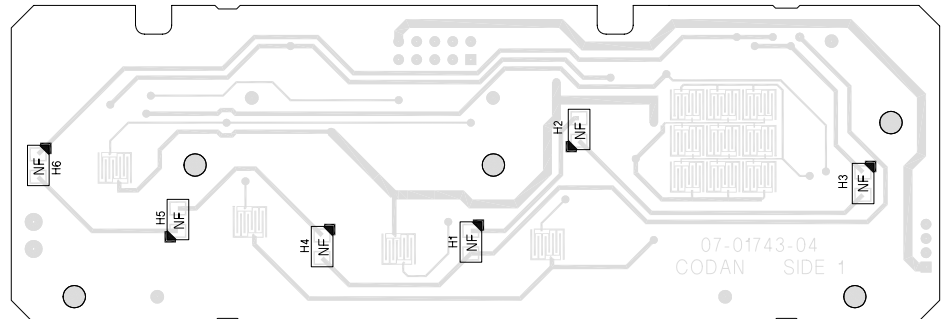 H2
NF
NF
H6
H3
NF
H5
NF
H4
NF
H1
NF
07-01743-04
CODAN SIDE 1